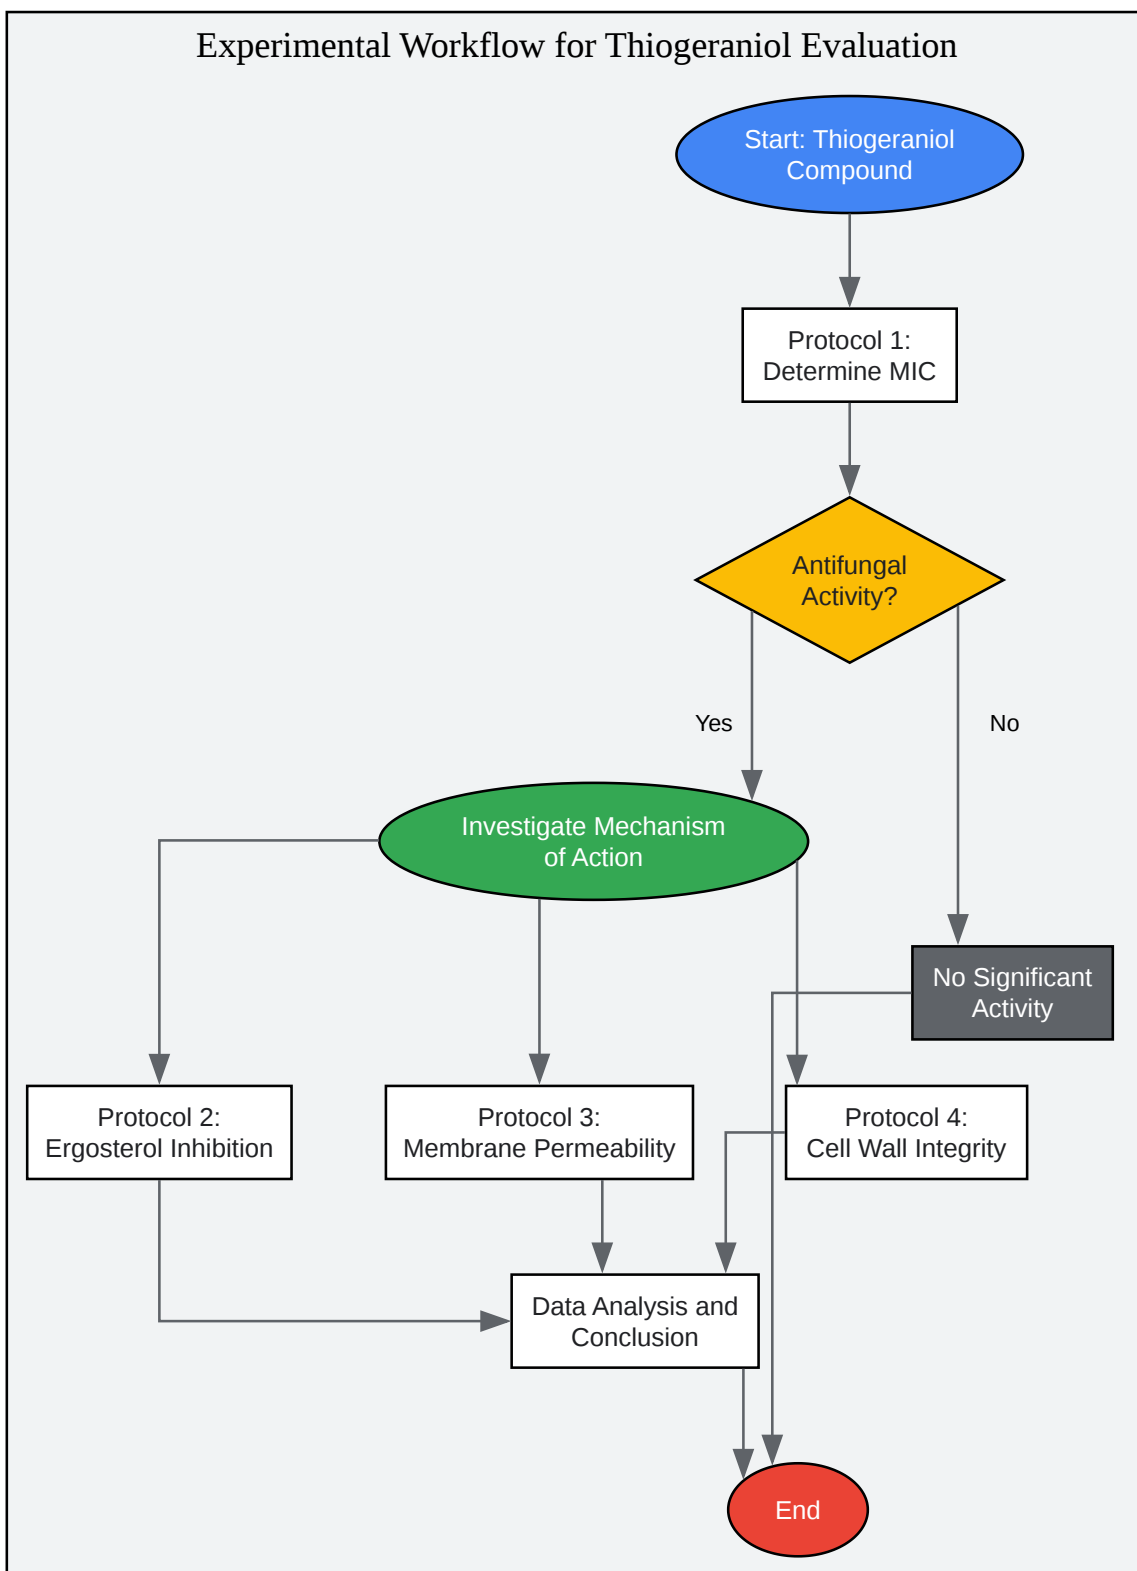 Experimental Workflow for Thiogeraniol Evaluation
Start: Thiogeraniol
Compound
Protocol 1:
Determine MIC
Antifungal
Activity?
Yes
No
Investigate Mechanism
of Action
No Significant
Activity
Protocol 2:
Ergosterol Inhibition
Protocol 3:
Membrane Permeability
Protocol 4:
Cell Wall Integrity
Data Analysis and
Conclusion
End